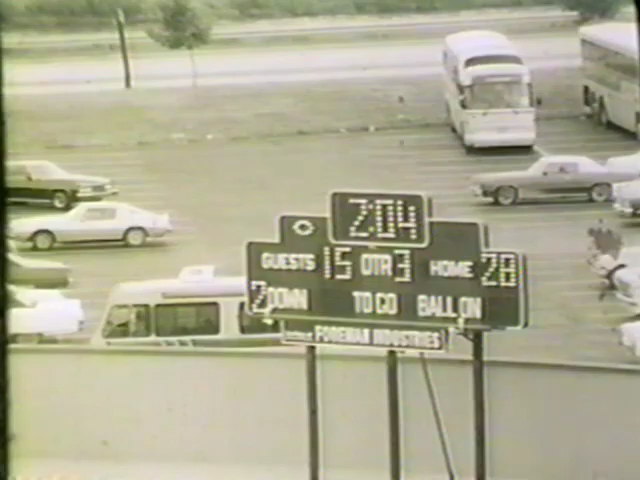 2:04
GUESTS 15 QTR 3 HOME 28
2 DOWN TO GO BALL ON
FOREMAN INDUSTRIES